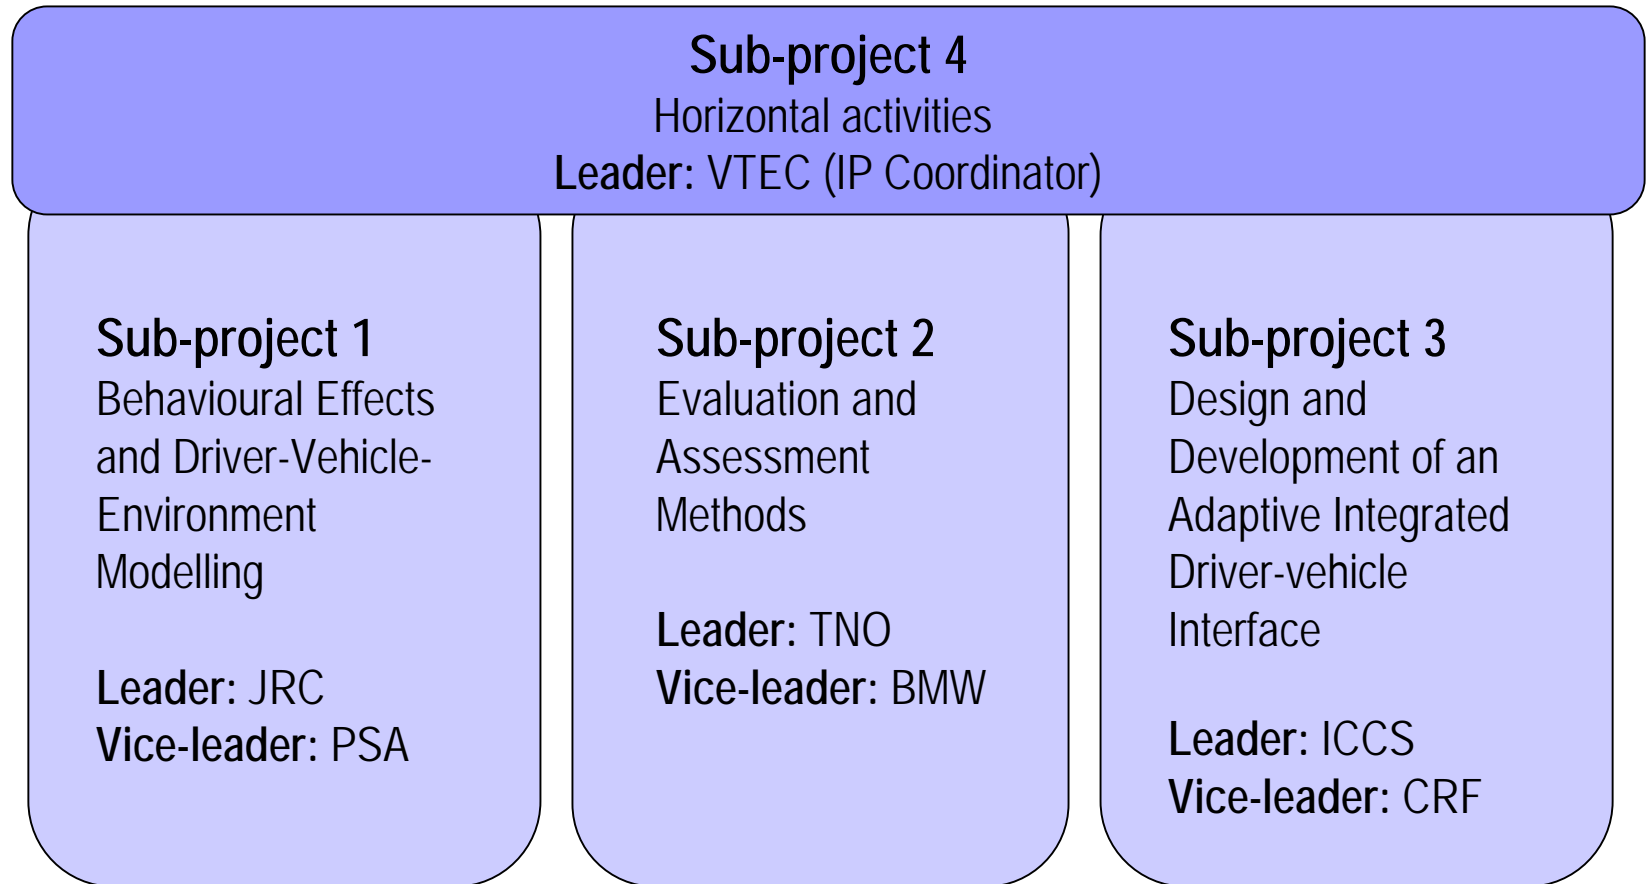 Sub-project 4
Horizontal activities
Leader: VTEC (IP Coordinator)
Sub-project 1
Behavioural Effects
and Driver-Vehicle-
Environment
Modelling
Leader: JRC
Vice-leader: PSA
Sub-project 2
Evaluation and
Assessment
Methods
Leader: TNO
Vice-leader: BMW
Sub-project 3
Design and
Development of an
Adaptive Integrated
Driver-vehicle
Interface
Leader: ICCS
Vice-leader: CRF